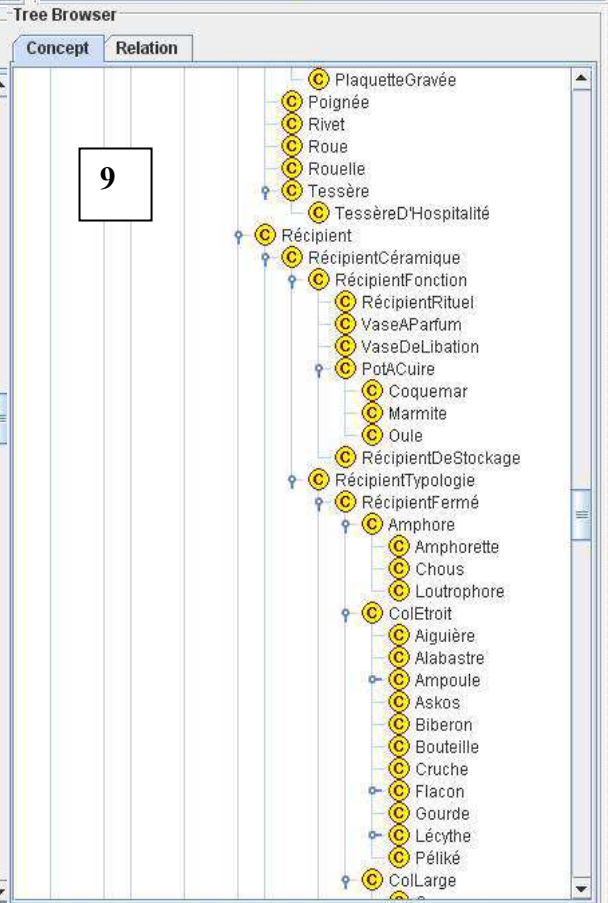 Tree Browser
Concept Relation
PlaquetteGravée
Poignée
Rivet
Roue
Rouelle
9
Tessère
TessèreD'Hospitalité
Récipient
RécipientCéramique
RécipientFonction
RécipientRituel
VaseAParfum
VaseDeLibation
PotACuire
Coquemar
Marmite
Oule
RécipientDeStockage
RécipientTypologie
RécipientFermé
Amphore
Amphorette
Chous
Loutrophore
ColEtroit
Aiguière
Alabastre
Ampoule
Askos
Biberon
Bouteille
Cruche
Flacon
Gourde
Lécythe
Péliké
ColLarge